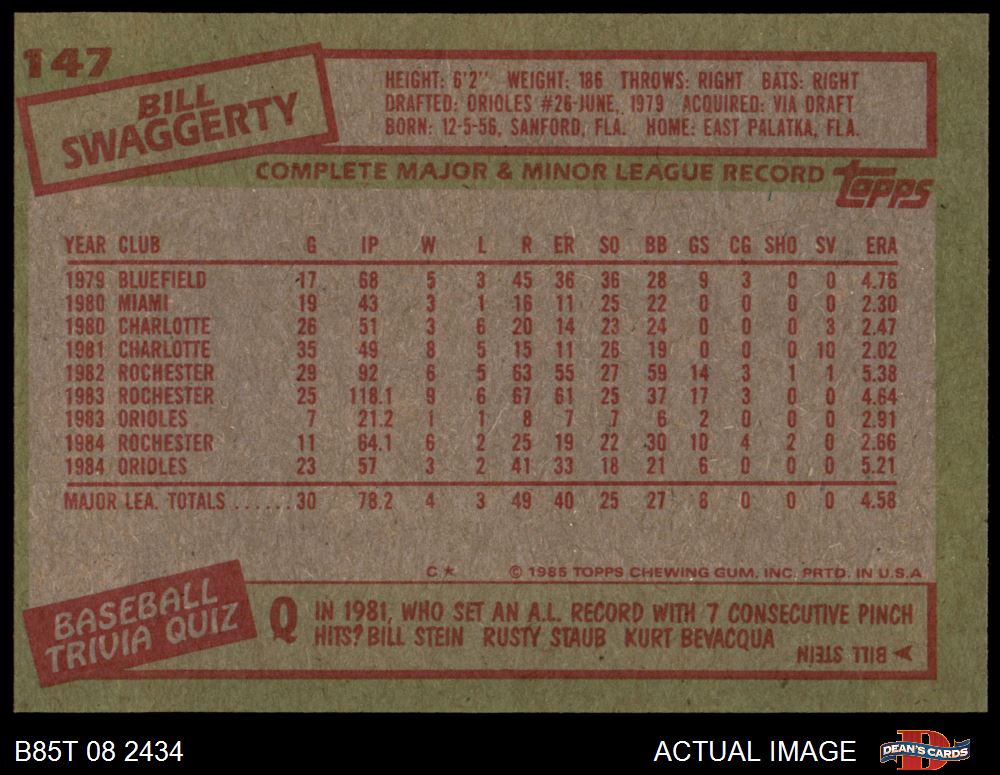 147
BILL
SWAGGERTY
HEIGHT: 6'2" WEIGHT: 186 THROWS: RIGHT BATS: RIGHT
DRAFTED: ORIOLES #26-JUNE, 1979 ACQUIRED: VIA DRAFT
BORN: 12-5-56, SANFORD, FLA. HOME: EAST PALATKA, FLA.
COMPLETE MAJOR & MINOR LEAGUE RECORD topps
YEAR CLUB G IP W L R ER SO BB GS CG SHO SV ERA
1979 BLUEFIELD 17 68 5 3 45 36 36 28 9 3 0 0 4.76
1980 MIAMI 19 43 3 1 16 11 25 22 0 0 0 0 2.30
1980 CHARLOTTE 26 51 3 6 20 14 23 24 0 0 0 3 2.47
1981 CHARLOTTE 35 49 8 5 15 11 26 19 0 0 0 10 2.02
1982 ROCHESTER 29 92 6 5 63 55 27 59 14 3 1 1 5.38
1983 ROCHESTER 25 118.1 9 6 67 61 25 37 17 3 0 0 4.64
1983 ORIOLES 7 21.2 1 1 8 7 7 6 2 0 0 0 2.91
1984 ROCHESTER 11 64.1 6 2 25 19 22 30 10 4 2 0 2.66
1984 ORIOLES 23 57 3 2 41 33 18 21 6 0 0 0 5.21
MAJOR LEA. TOTALS ...... 30 78.2 4 3 49 40 25 27 8 0 0 0 4.58
C* © 1985 TOPPS CHEWING GUM, INC. PRTD. IN U.S.A
BASEBALL
TRIVIA QUIZ
Q IN 1981, WHO SET AN A.L. RECORD WITH 7 CONSECUTIVE PINCH
HITS? BILL STEIN RUSTY STAUB KURT BEVACQUA
A BILL STEIN
B85T 08 2434 ACTUAL IMAGE D DEAN'S CARDS